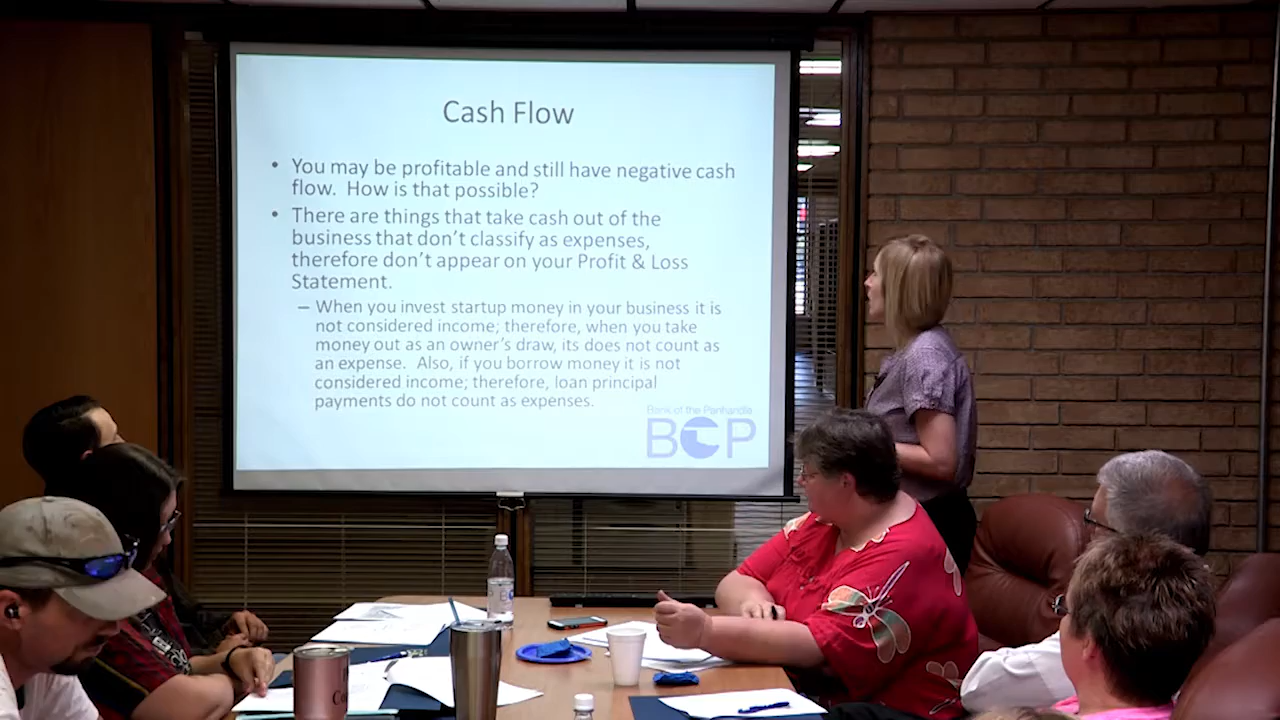 Cash Flow
• You may be profitable and still have negative cash
flow. How is that possible?
• There are things that take cash out of the
business that don't classify as expenses,
therefore don't appear on your Profit & Loss
Statement.
– When you invest startup money in your business it is
not considered income; therefore, when you take
money out as an owner's draw, its does not count as
an expense. Also, if you borrow money it is not
considered income; therefore, loan principal
payments do not count as expenses.
Bank of the Panhandle
BCP